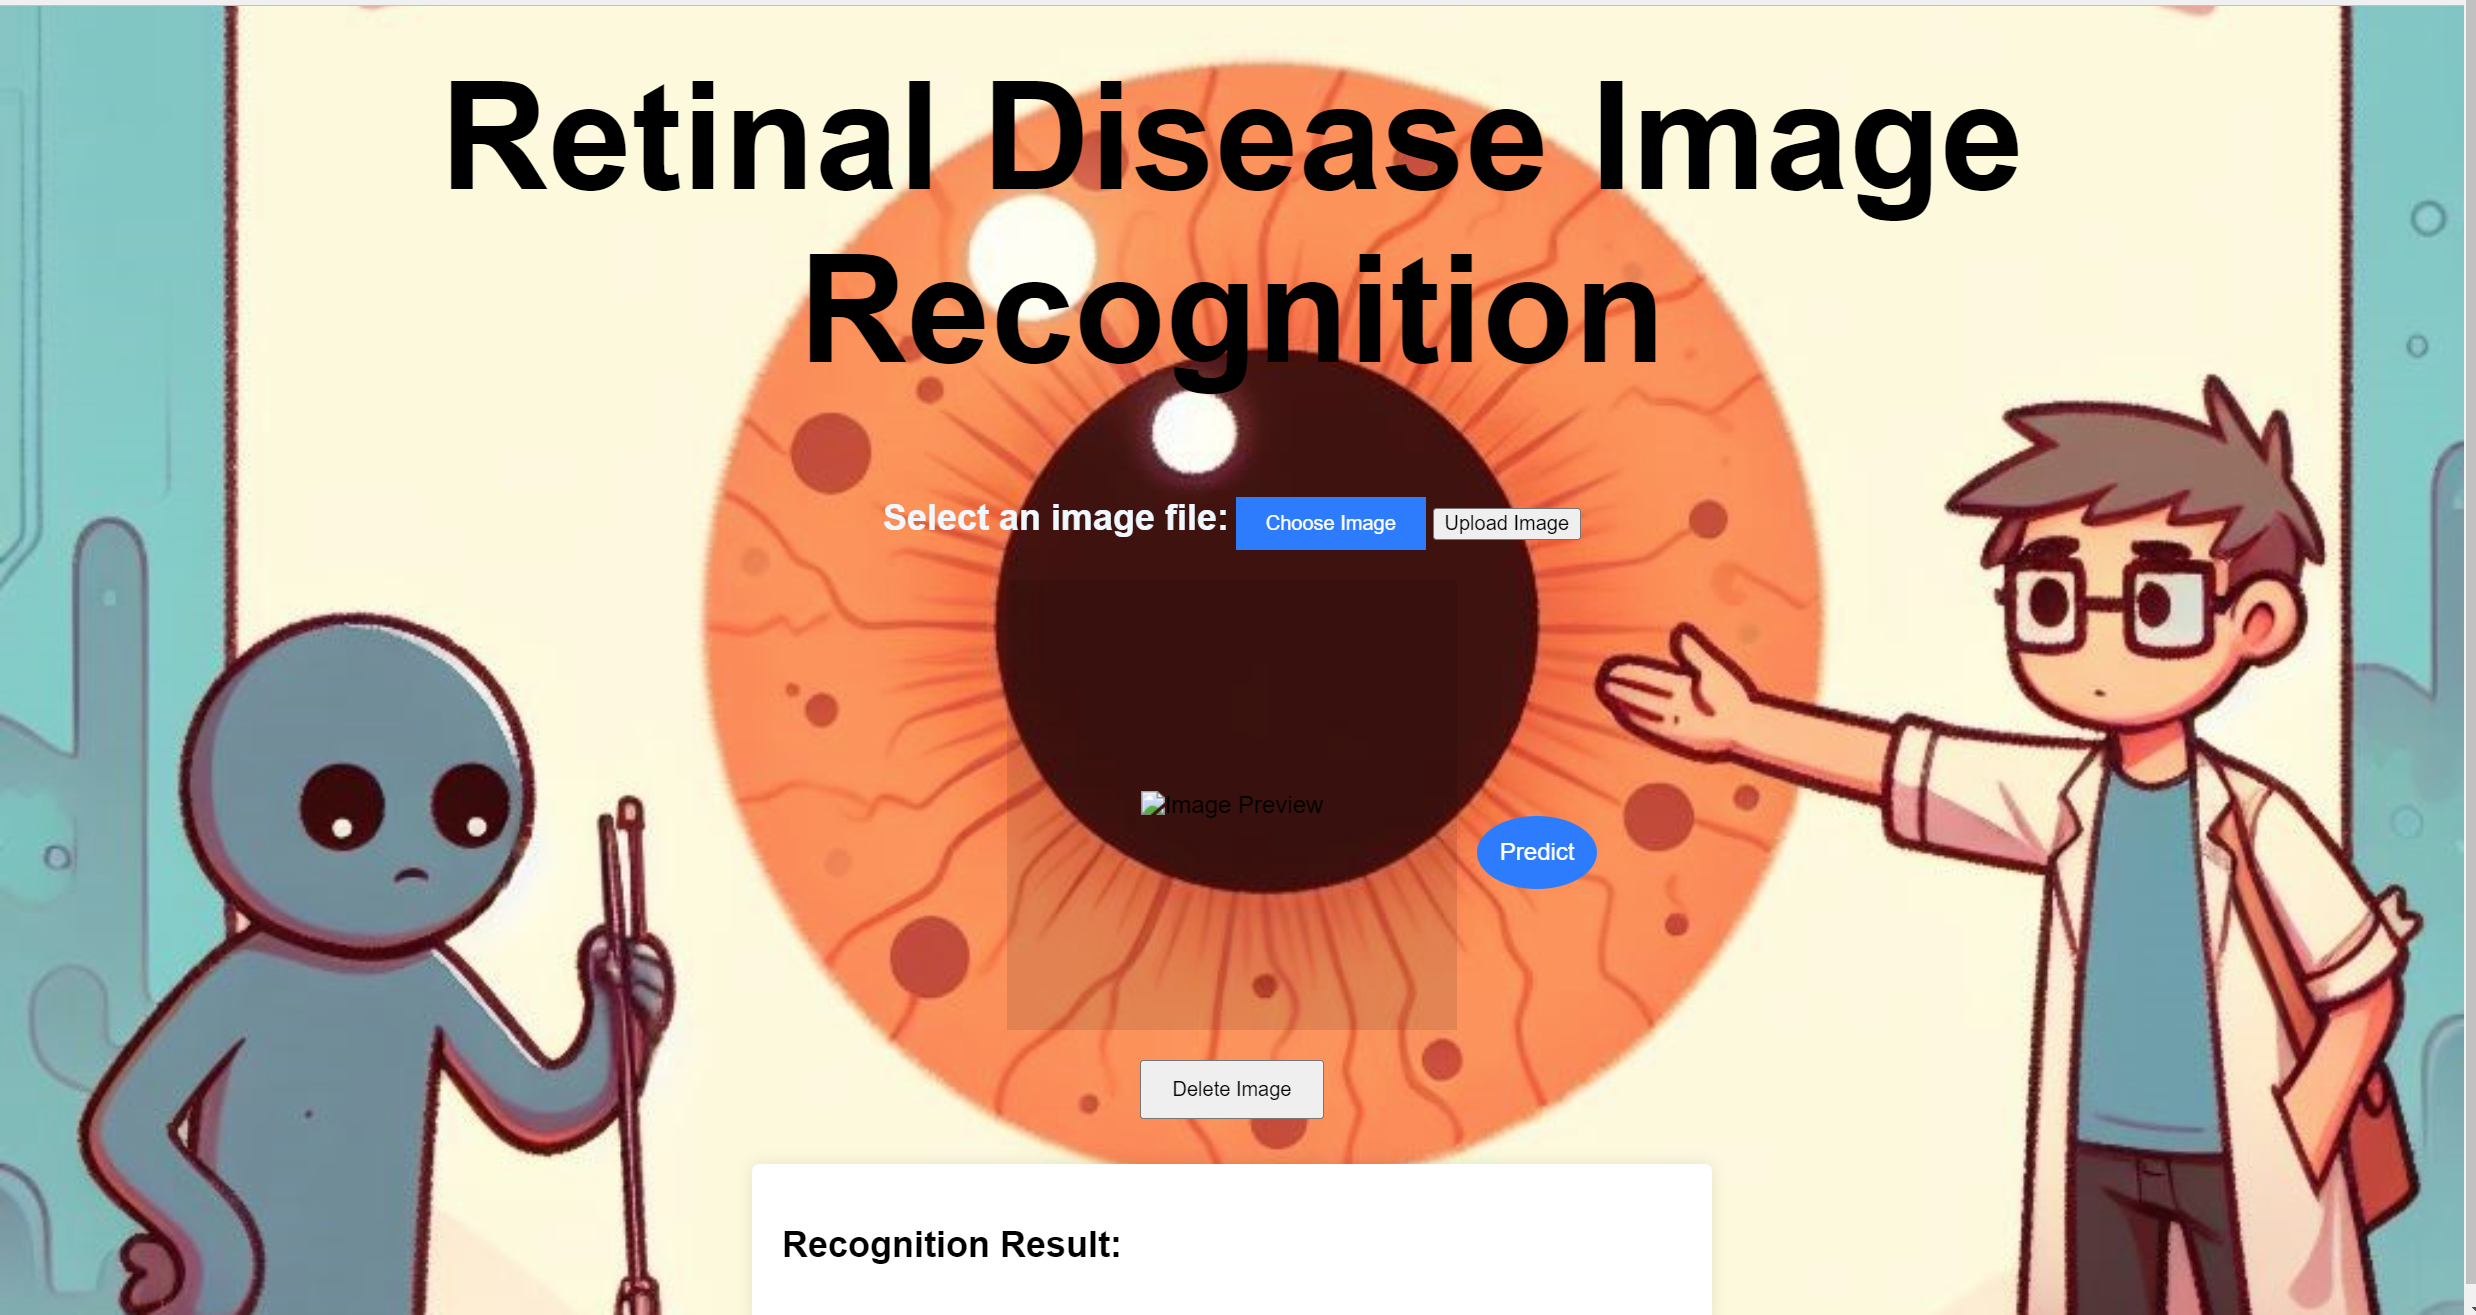 Retinal Disease Image
Recognition
Select an image file: Choose Image Upload Image
Image Preview
Predict
Delete Image
Recognition Result: